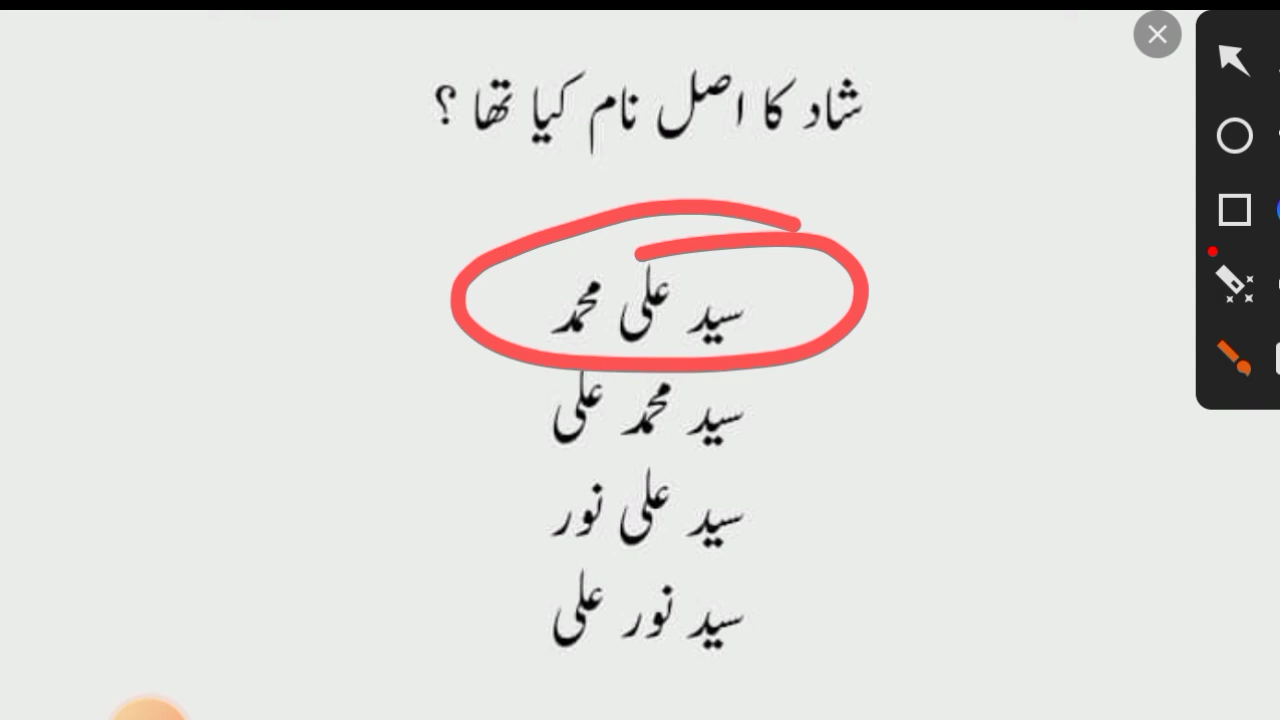 شاد کا اصل نام کیا تھا ؟
سید علی محمد
سید محمد علی
سید علی نور
سید نور علی